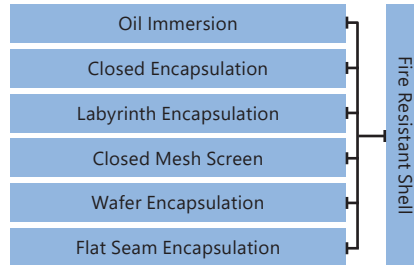 Oil Immersion
Closed Encapsulation
Labyrinth Encapsulation
Closed Mesh Screen
Wafer Encapsulation
Flat Seam Encapsulation
Fire Resistant Shell